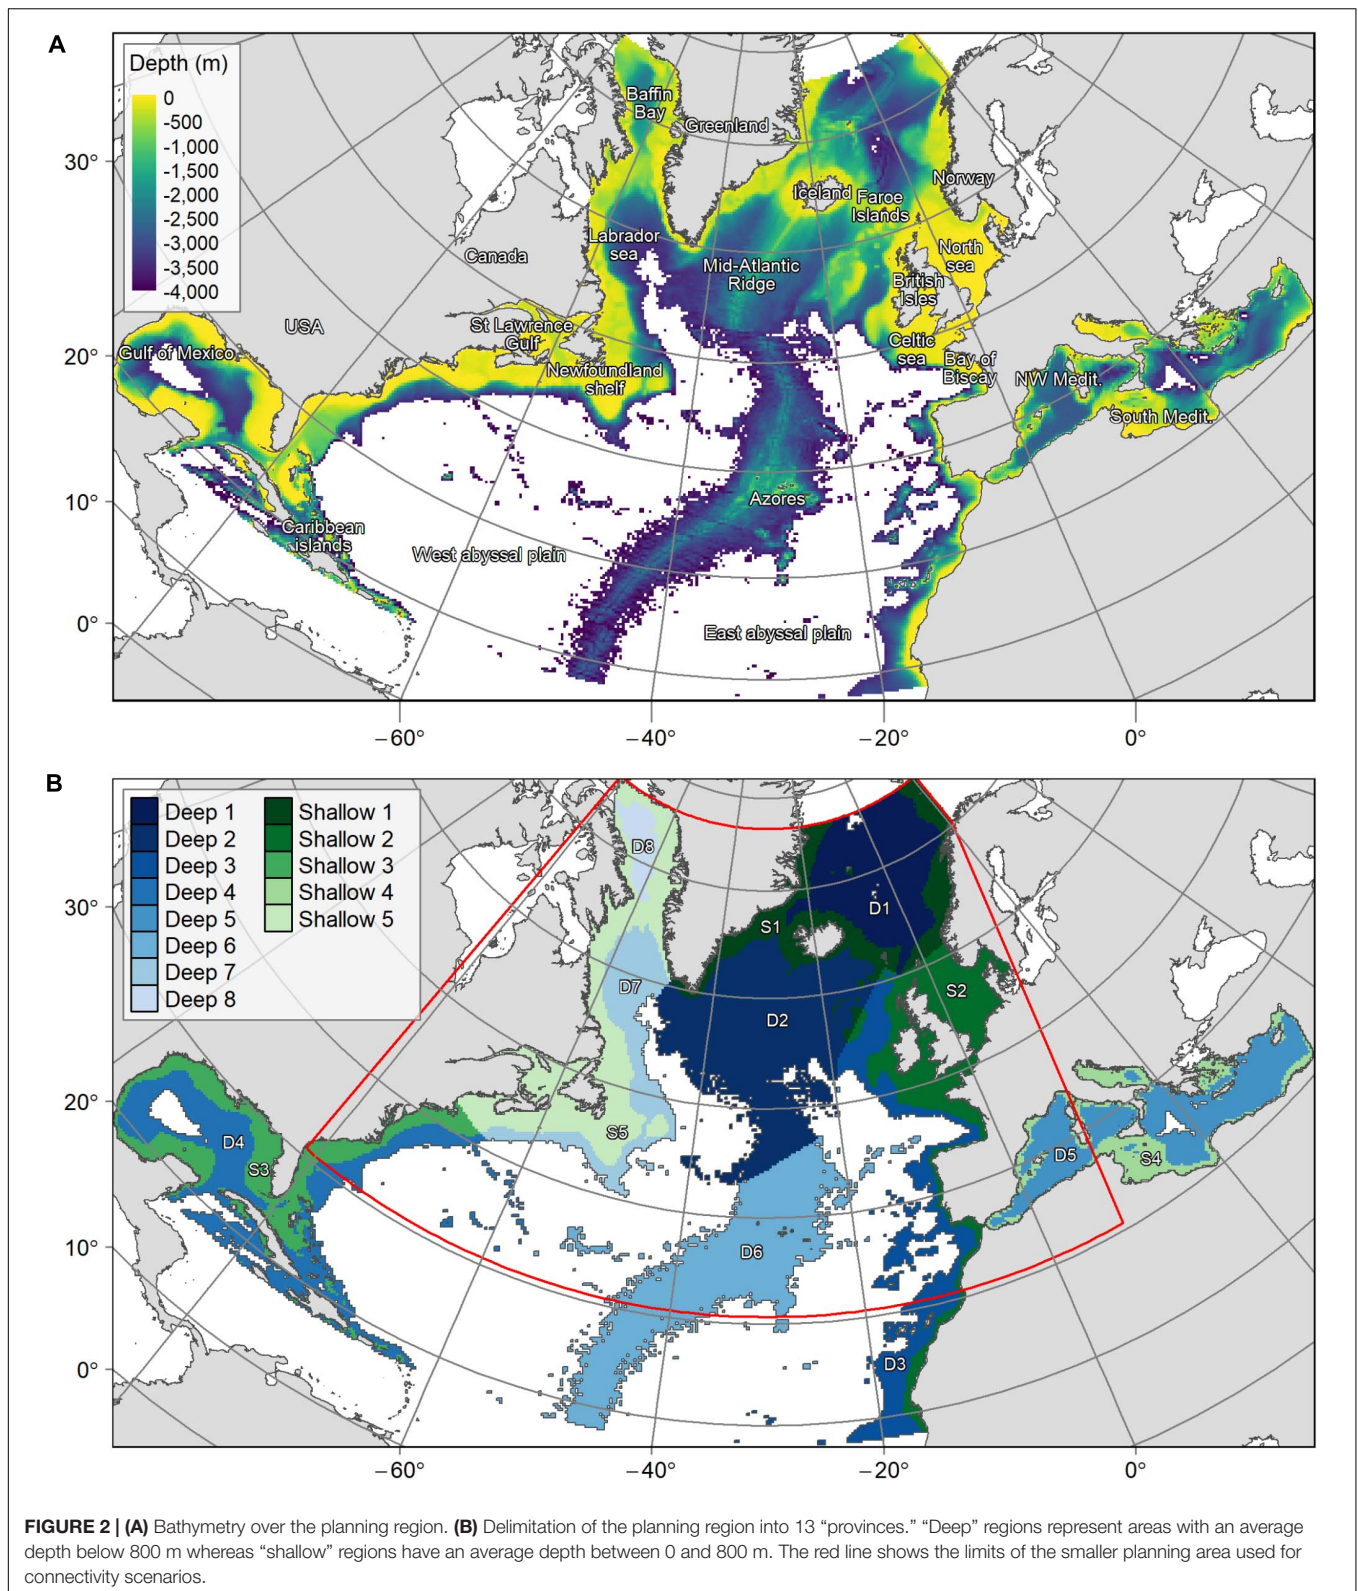 A
Depth (m)
0
-500
-1,000
-1,500
-2,000
-2,500
-3,000
-3,500
-4,000
Baffin
Bay
Greenland
Norway
Iceland
Faroe
Islands
Labrador
sea
Canada
Mid-Atlantic
Ridge
North
sea
British
Isles
USA
St Lawrence
Gulf
Celtic
sea
Gulf of Mexico
Newfoundland
shelf
Bay of
Biscay
NW Medit.
South Medit.
Azores
Caribbean
islands
West abyssal plain
East abyssal plain
30°
20°
10°
0°
−60°
−40°
−20°
0°
B
Deep 1
Deep 2
Deep 3
Deep 4
Deep 5
Deep 6
Deep 7
Deep 8
Shallow 1
Shallow 2
Shallow 3
Shallow 4
Shallow 5
D8
D1
S1
D7
S2
D2
D4
S3
S5
D5
S4
D6
D3
30°
20°
10°
0°
−60°
−40°
−20°
0°
FIGURE 2 | (A) Bathymetry over the planning region. (B) Delimitation of the planning region into 13 “provinces.” “Deep” regions represent areas with an average
depth below 800 m whereas “shallow” regions have an average depth between 0 and 800 m. The red line shows the limits of the smaller planning area used for
connectivity scenarios.